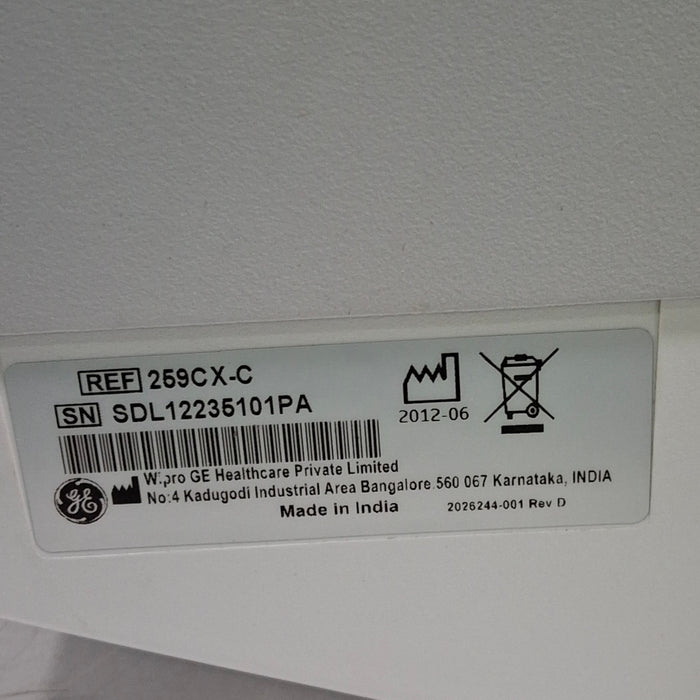 REF 259CX-C
SN SDL12235101PA
2012-06
Wipro GE Healthcare Private Limited
No:4 Kadugodi Industrial Area Bangalore 560 067 Karnataka, INDIA
GE
Made in India
2026244-001 Rev D